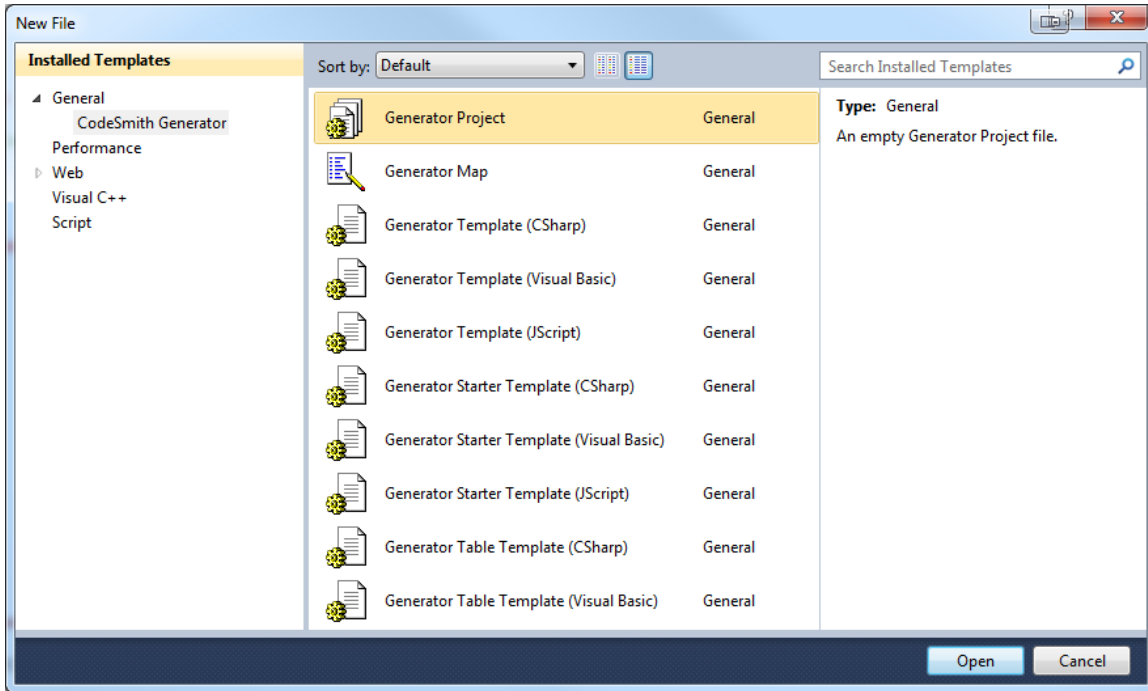 New File
Installed Templates
General
CodeSmith Generator
Performance
Web
Visual C++
Script
Sort by: Default
Generator Project General
Generator Map General
Generator Template (CSharp) General
Generator Template (Visual Basic) General
Generator Template (JScript) General
Generator Starter Template (CSharp) General
Generator Starter Template (Visual Basic) General
Generator Starter Template (JScript) General
Generator Table Template (CSharp) General
Generator Table Template (Visual Basic) General
Search Installed Templates
Type: General
An empty Generator Project file.
Open Cancel